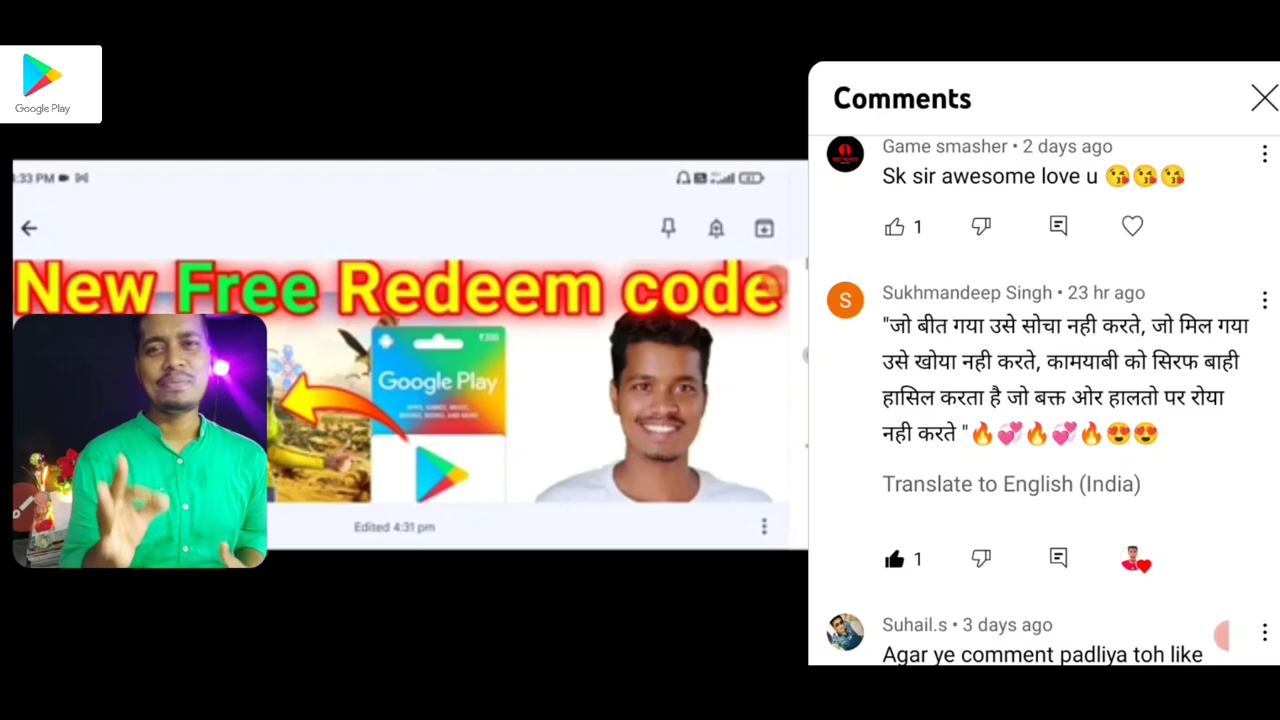 Google Play
:33 PM
New Free Redeem code
₹300
Google Play
Edited 4:31 pm
Comments
Game smasher • 2 days ago
Sk sir awesome love u 😘😘😘
1
Sukhmandeep Singh • 23 hr ago
"जो बीत गया उसे सोचा नही करते, जो मिल गया
उसे खोया नही करते, कामयाबी को सिरफ बाही
हासिल करता है जो बक्त ओर हालतो पर रोया
नही करते "🔥💞🔥💞🔥😍😍
Translate to English (India)
1
Suhail.s • 3 days ago
Agar ye comment padliya toh like